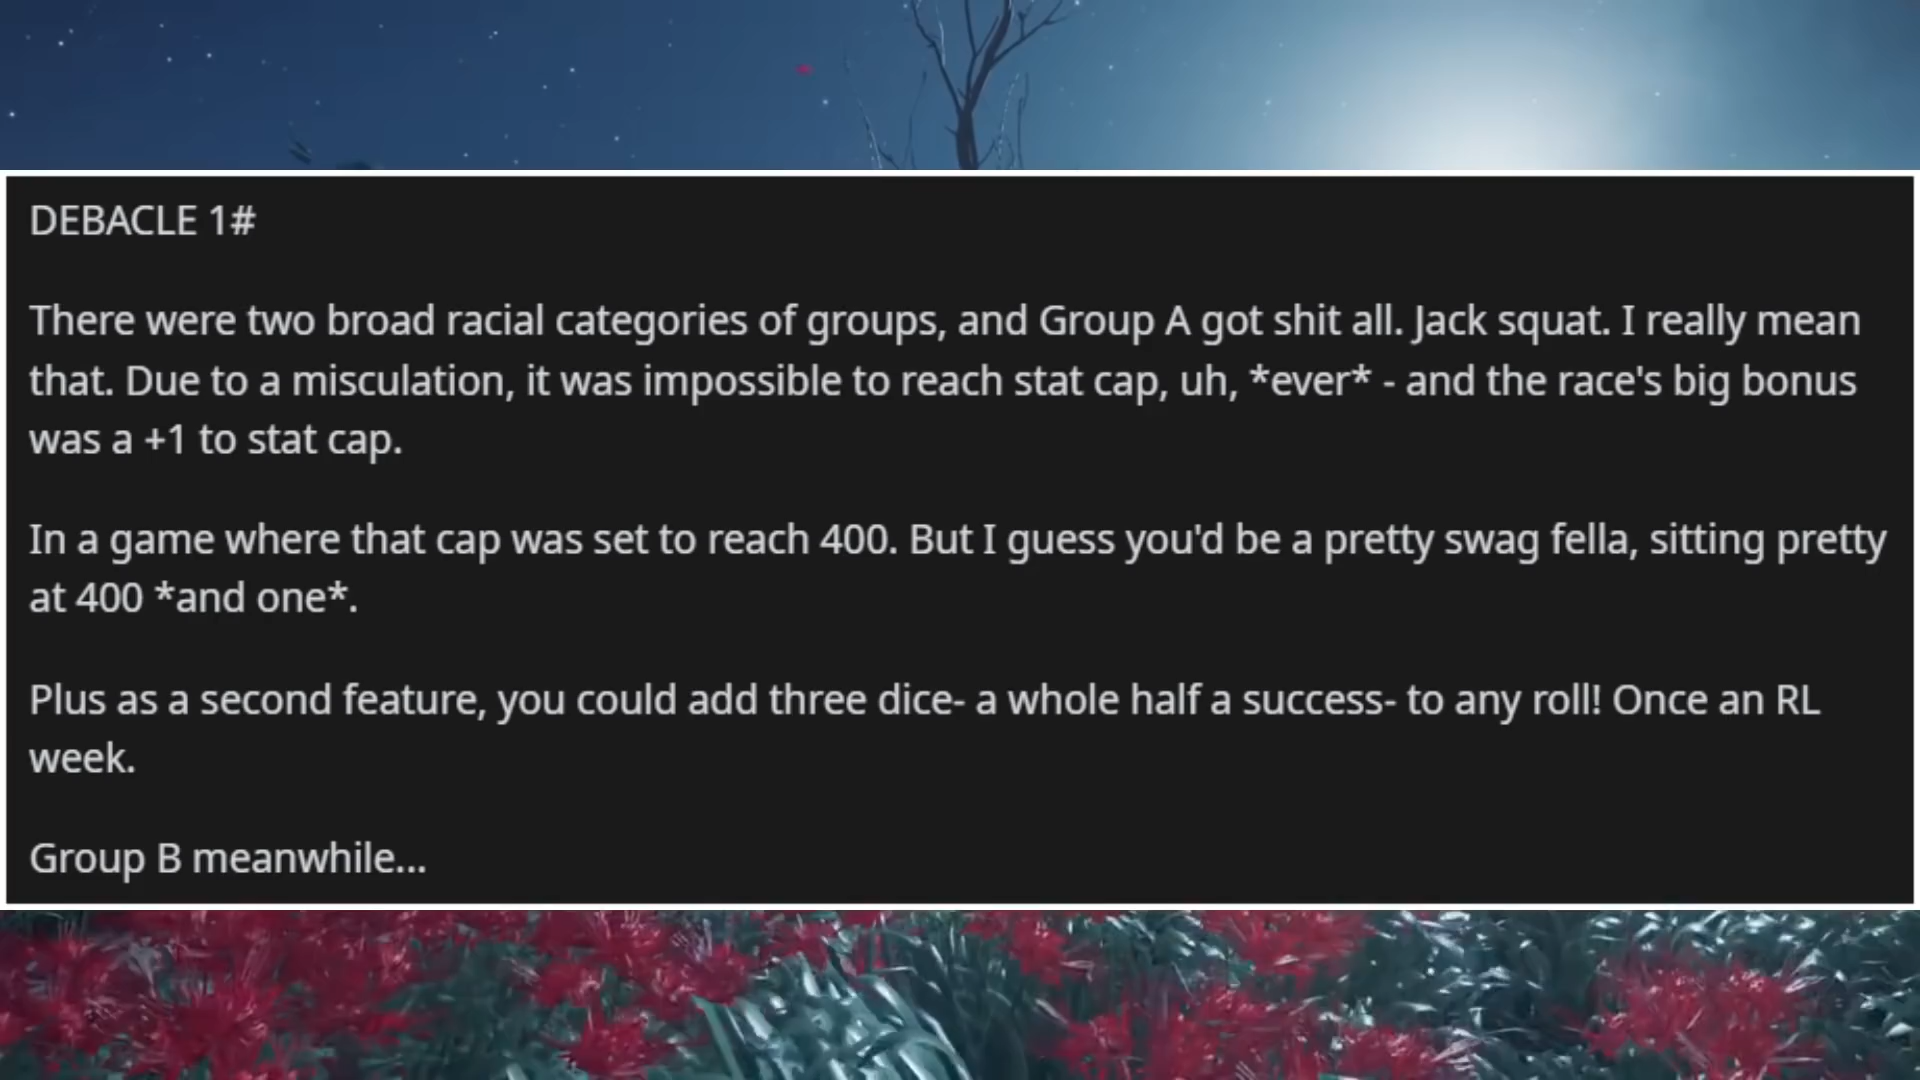 DEBACLE 1#
There were two broad racial categories of groups, and Group A got shit all. Jack squat. I really mean
that. Due to a misculation, it was impossible to reach stat cap, uh, *ever* - and the race's big bonus
was a +1 to stat cap.
In a game where that cap was set to reach 400. But I guess you'd be a pretty swag fella, sitting pretty
at 400 *and one*.
Plus as a second feature, you could add three dice- a whole half a success- to any roll! Once an RL
week.
Group B meanwhile...